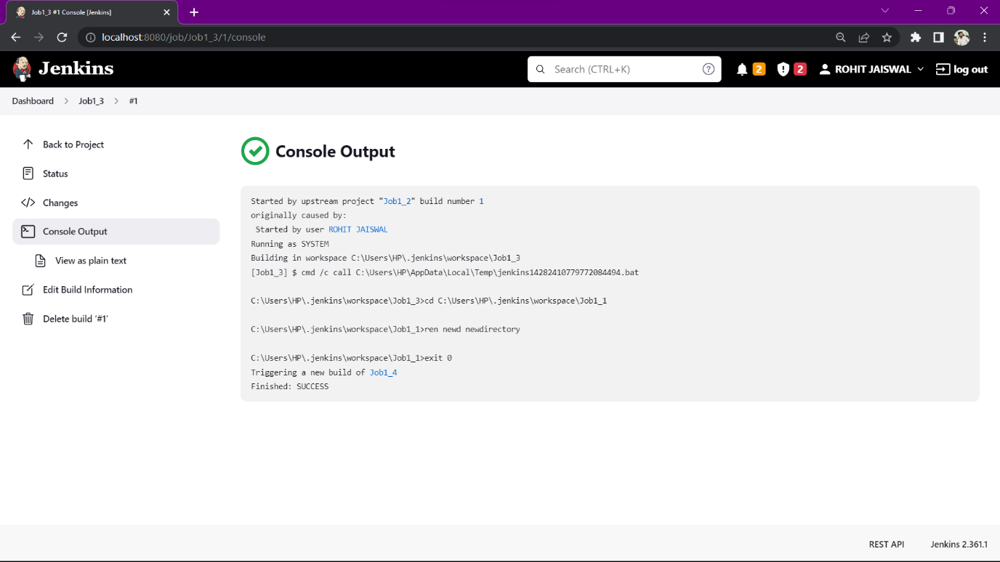 Job1_3 #1 Console [Jenkins]
localhost:8080/job/Job1_3/1/console
Jenkins
Search (CTRL+K)
?
2
2
ROHIT JAISWAL
log out
Dashboard
Job1_3
#1
Back to Project
Status
Changes
Console Output
View as plain text
Edit Build Information
Delete build ‘#1’
Console Output
Started by upstream project "Job1_2" build number 1
originally caused by:
Started by user ROHIT JAISWAL
Running as SYSTEM
Building in workspace C:\Users\HP\.jenkins\workspace\Job1_3
[Job1_3] $ cmd /c call C:\Users\HP\AppData\Local\Temp\jenkins14282410779772084494.bat
C:\Users\HP\.jenkins\workspace\Job1_3>cd C:\Users\HP\.jenkins\workspace\Job1_1
C:\Users\HP\.jenkins\workspace\Job1_1>ren newd newdirectory
C:\Users\HP\.jenkins\workspace\Job1_1>exit 0
Triggering a new build of Job1_4
Finished: SUCCESS
REST API
Jenkins 2.361.1